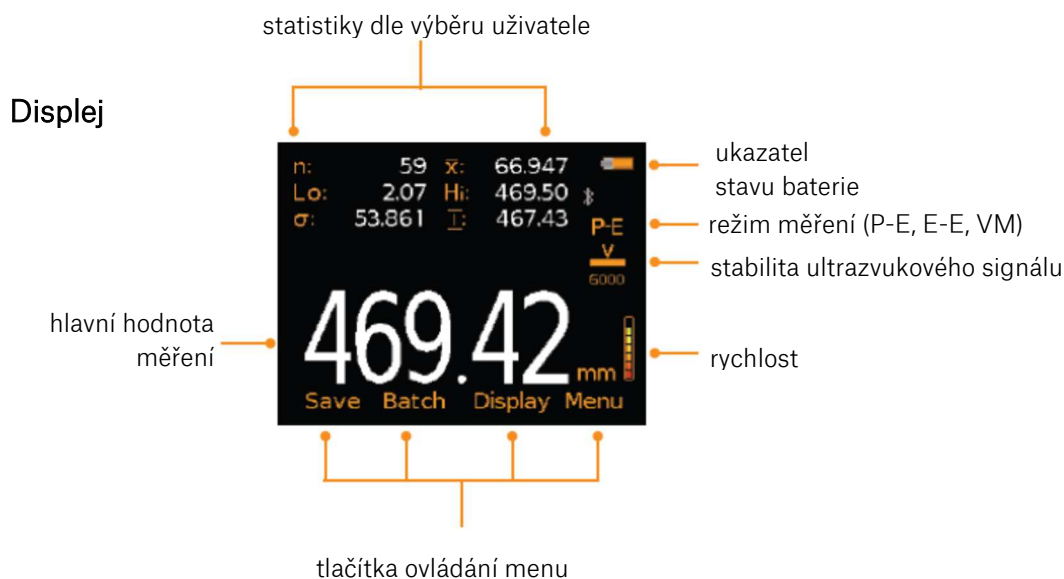 statistiky dle výběru uživatele
Displej
n: 59 x̅: 66.947
Lo: 2.07 Hi: 469.50
σ: 53.861 ⌶: 467.43
ukazatel
stavu baterie
P-E
režim měření (P-E, E-E, VM)
V
stabilita ultrazvukového signálu
6000
hlavní hodnota
měření
469.42 mm
rychlost
Save Batch Display Menu
tlačítka ovládání menu